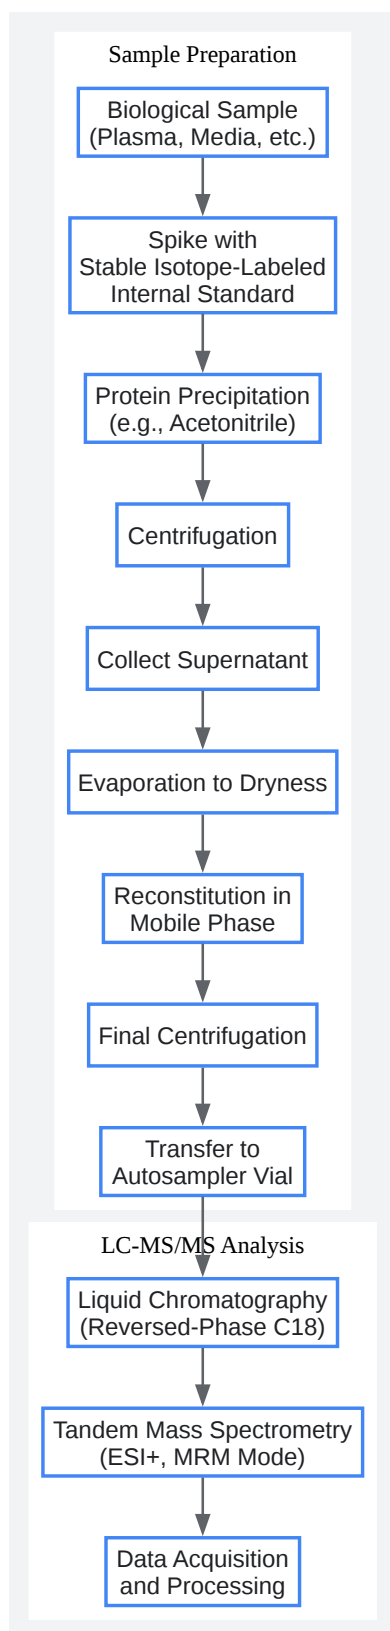 Sample Preparation
Biological Sample
(Plasma, Media, etc.)
Spike with
Stable Isotope-Labeled
Internal Standard
Protein Precipitation
(e.g., Acetonitrile)
Centrifugation
Collect Supernatant
Evaporation to Dryness
Reconstitution in
Mobile Phase
Final Centrifugation
Transfer to
Autosampler Vial
LC-MS/MS Analysis
Liquid Chromatography
(Reversed-Phase C18)
Tandem Mass Spectrometry
(ESI+, MRM Mode)
Data Acquisition
and Processing